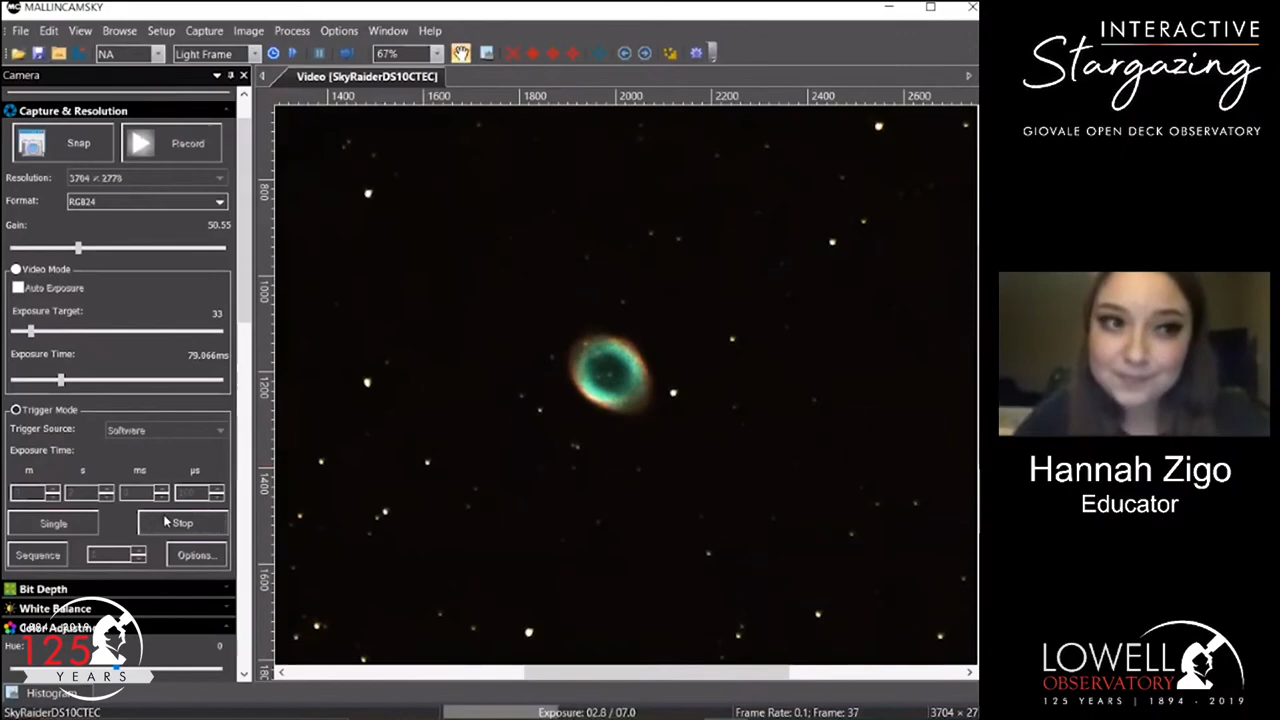 MALLINCAMSKY
File Edit View Browse Setup Capture Image Process Options Window Help
NA Light Frame 67%
Camera
Video [SkyRaiderDS10CTEC]
1400 1600 1800 2000 2200 2400 2600
800
1000
1200
1400
1600
Capture & Resolution
Snap Record
Resolution: 3704 × 2778
Format: RGB24
Gain: 50.55
Video Mode
Auto Exposure
Exposure Target: 33
Exposure Time: 79.066ms
Trigger Mode
Trigger Source: Software
Exposure Time:
m s ms µs
Single Stop
Sequence Options...
Bit Depth
White Balance
Hue: 0
125
YEARS
Histogram
SkyRaiderDS10CTEC
Exposure: 02.8 / 07.0
Frame Rate: 0.1; Frame: 37
3704 × 27
INTERACTIVE
Stargazing
GIOVALE OPEN DECK OBSERVATORY
Hannah Zigo
Educator
LOWELL
OBSERVATORY
125 YEARS | 1894 - 2019